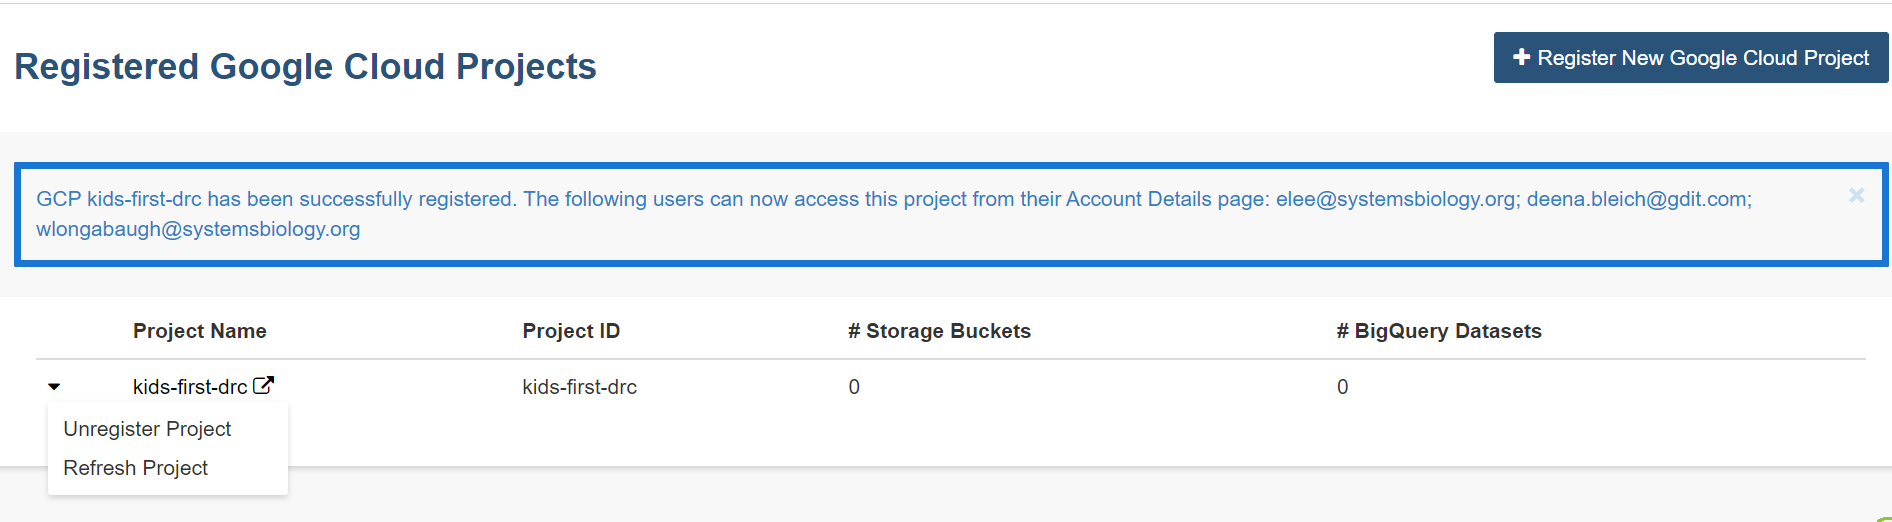 Registered Google Cloud Projects
+ Register New Google Cloud Project
GCP kids-first-drc has been successfully registered. The following users can now access this project from their Account Details page: elee@systemsbiology.org; deena.bleich@gdit.com;
wlongabaugh@systemsbiology.org
×
Project Name Project ID # Storage Buckets # BigQuery Datasets
kids-first-drc kids-first-drc 0 0
Unregister Project
Refresh Project